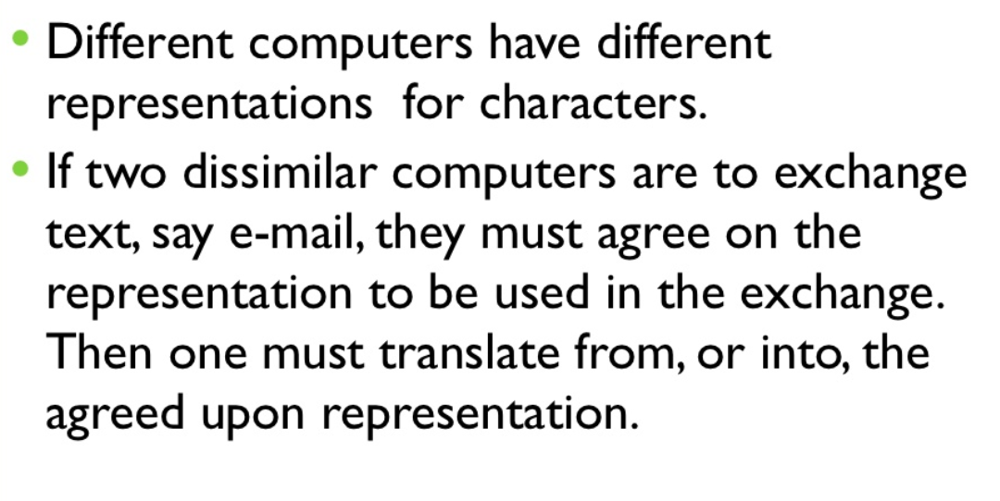 • Different computers have different
representations for characters.
• If two dissimilar computers are to exchange
text, say e-mail, they must agree on the
representation to be used in the exchange.
Then one must translate from, or into, the
agreed upon representation.